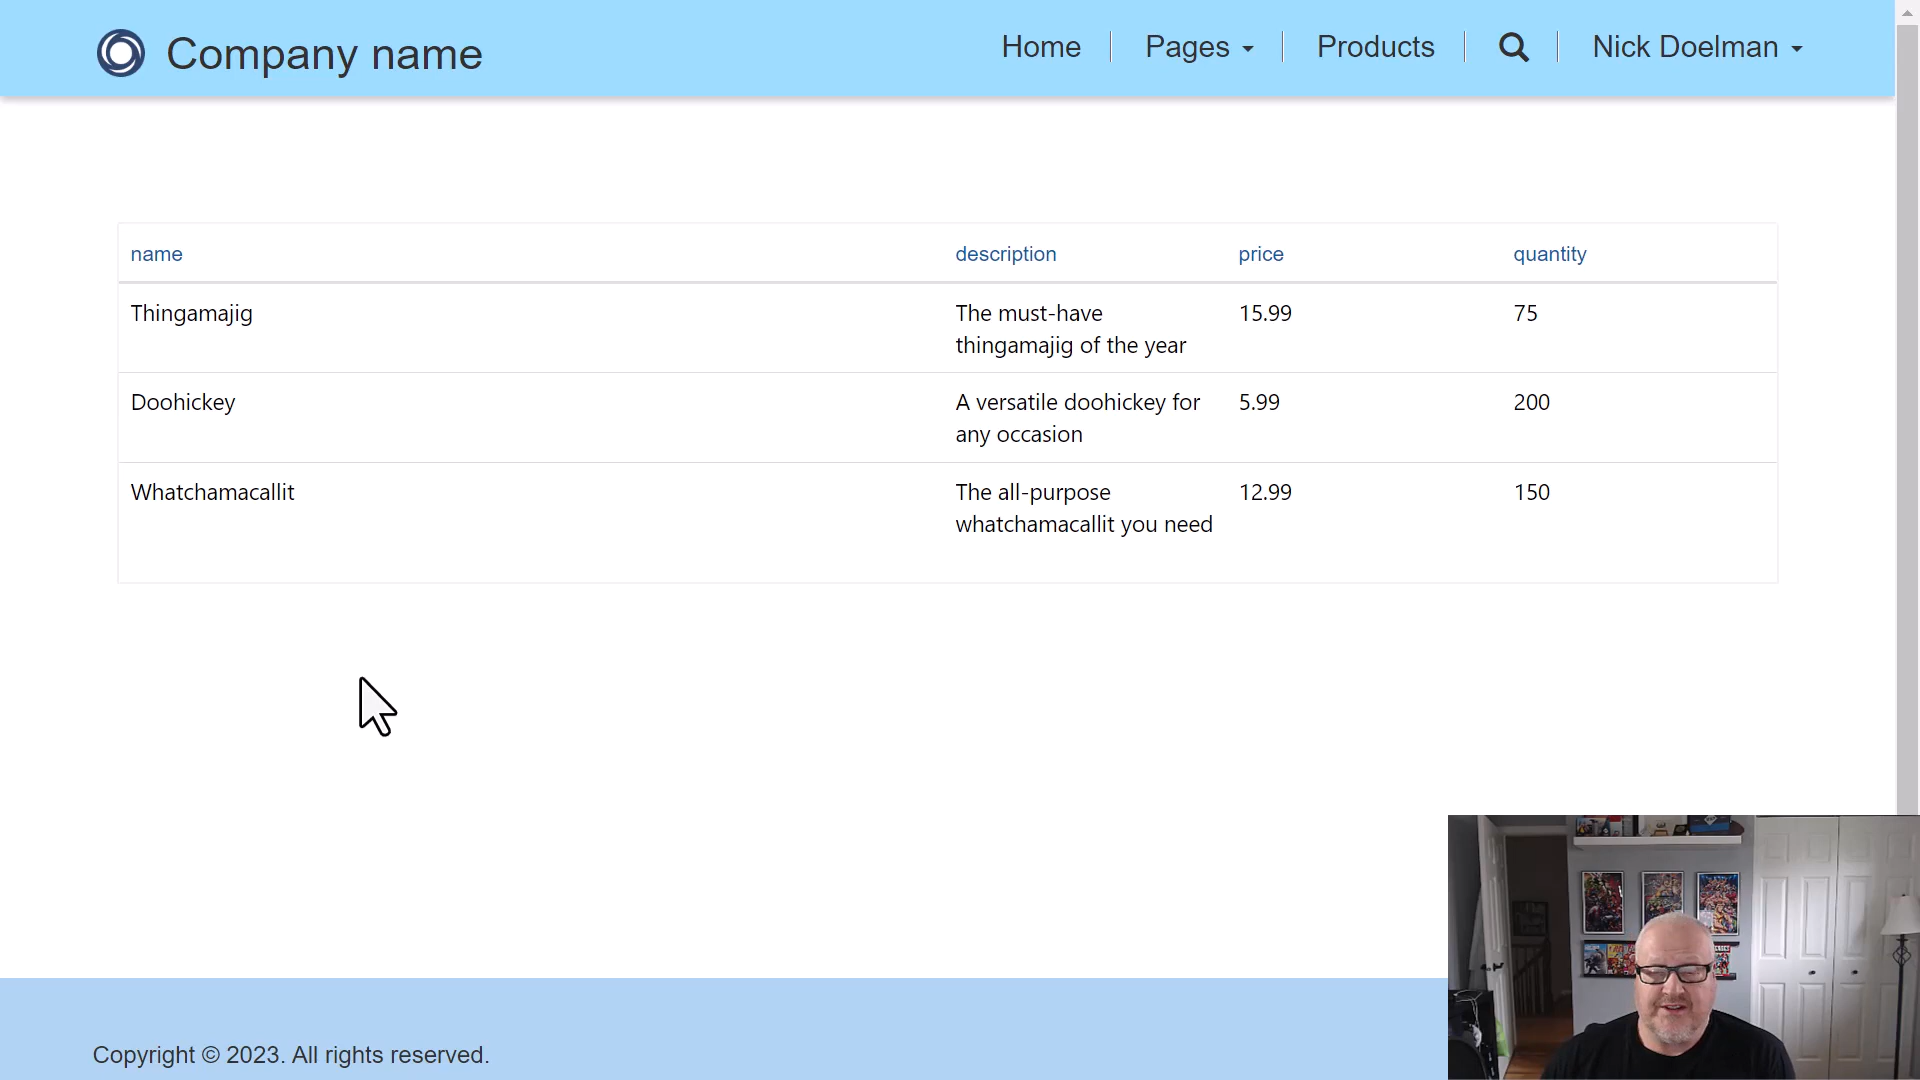 Company name
Home
Pages
Products
Nick Doelman
name description price quantity
Thingamajig The must-have 15.99 75
thingamajig of the year
Doohickey A versatile doohickey for 5.99 200
any occasion
Whatchamacallit The all-purpose 12.99 150
whatchamacallit you need
Copyright © 2023. All rights reserved.